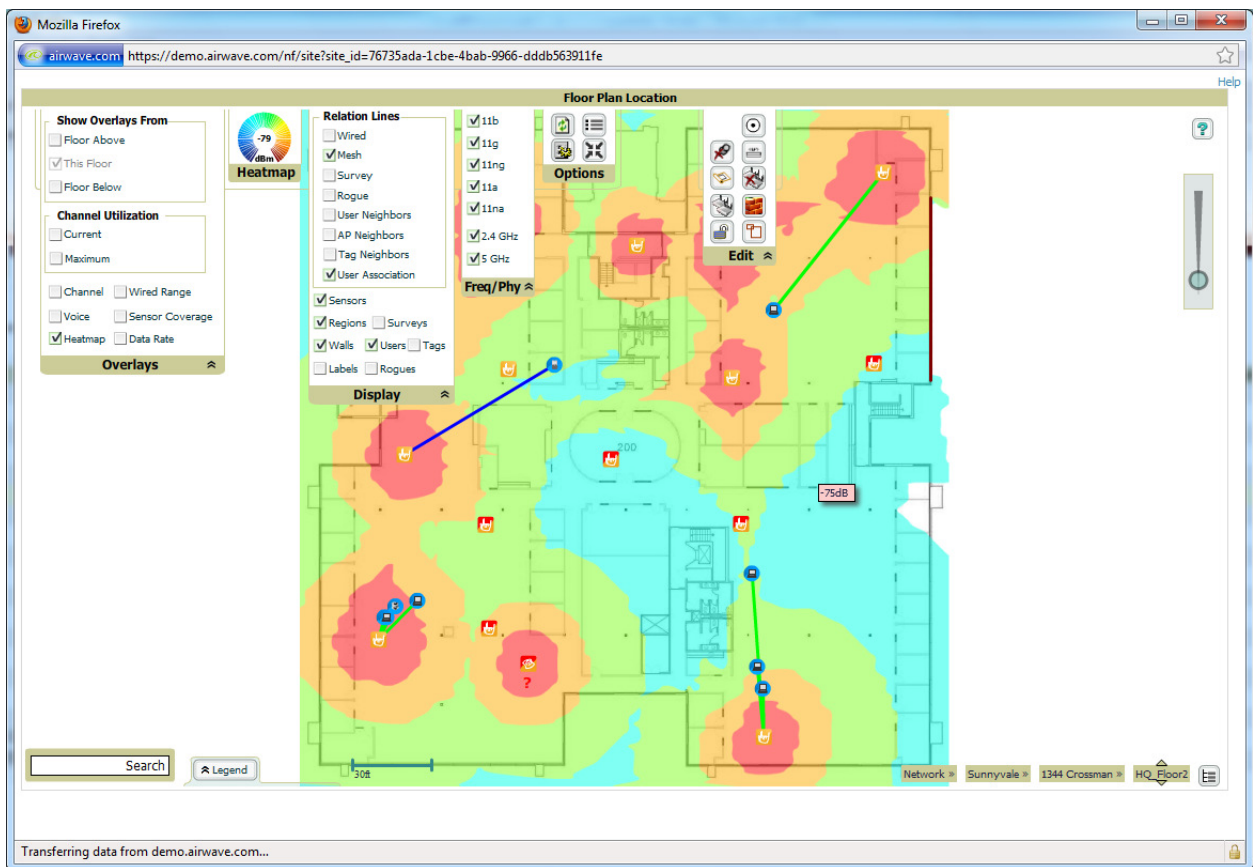 Mozilla Firefox
airwave.com https://demo.airwave.com/nf/site?site_id=76735ada-1cbe-4bab-9966-dddb563911fe
Help
Floor Plan Location
Show Overlays From
Floor Above
This Floor
Floor Below
Channel Utilization
Current
Maximum
Channel Wired Range
Voice Sensor Coverage
Heatmap Data Rate
Overlays
-79
dBm
Heatmap
Relation Lines
Wired
Mesh
Survey
Rogue
User Neighbors
AP Neighbors
Tag Neighbors
User Association
Sensors
Regions Surveys
Walls Users Tags
Labels Rogues
Display
11b
11g
11ng
11a
11na
2.4 GHz
5 GHz
Freq/Phy
Options
Edit
?
200
-75dB
?
Search
Legend
30ft
Network »
Sunnyvale »
1344 Crossman »
HQ_Floor2
Transferring data from demo.airwave.com...